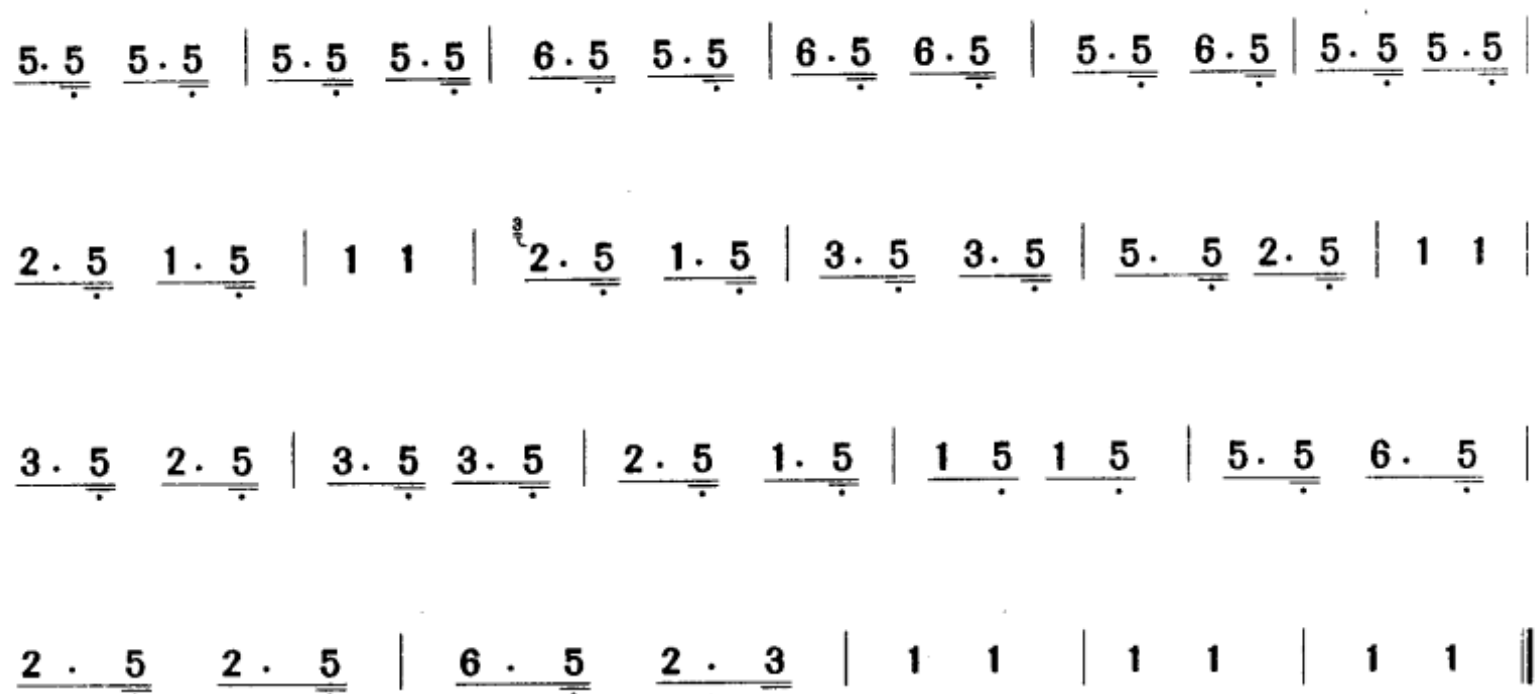 5. 5 5. 5 | 5. 5 5. 5 | 6. 5 5. 5 | 6. 5 6. 5 | 5. 5 6. 5 | 5. 5 5. 5 |
2. 5 1. 5 | 1 1 | 3 2. 5 1. 5 | 3. 5 3. 5 | 5. 5 2. 5 | 1 1 |
3. 5 2. 5 | 3. 5 3. 5 | 2. 5 1. 5 | 1 5 1 5 | 5. 5 6. 5 |
2. 5 2. 5 | 6. 5 2. 3 | 1 1 | 1 1 | 1 1 ‖